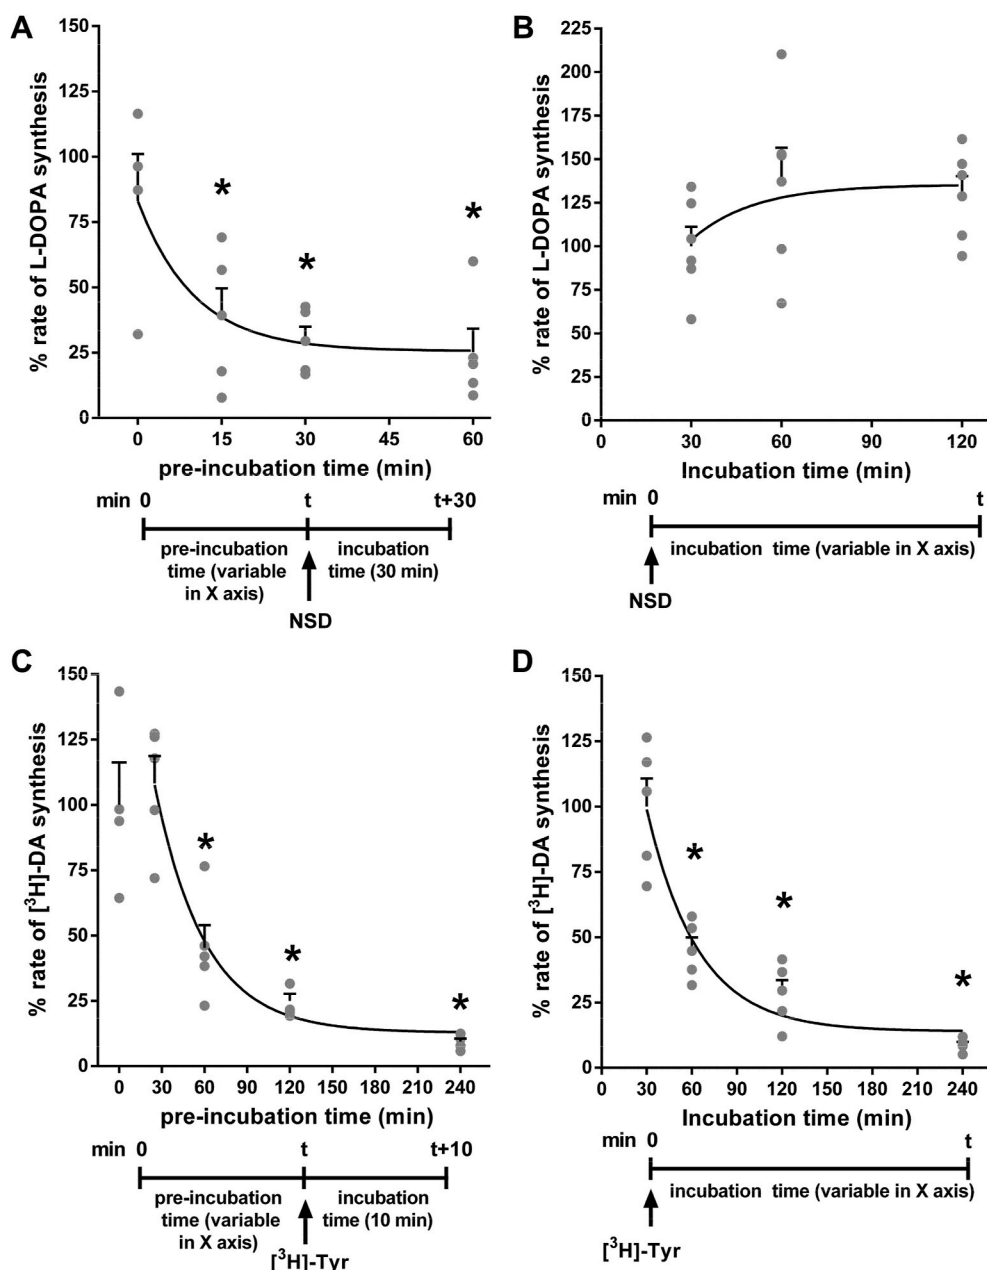 A
% rate of L-DOPA synthesis
150
125
100
75
50
25
0
*
*
*
0 15 30 45 60
pre-incubation time (min)
min 0 t t+30
pre-incubation
time (variable
in X axis)
incubation
time (30 min)
NSD
B
% rate of L-DOPA synthesis
225
200
175
150
125
100
75
50
25
0
0 30 60 90 120
Incubation time (min)
min 0 t
incubation time (variable in X axis)
NSD
C
% rate of [³H]-DA synthesis
150
125
100
75
50
25
0
*
*
*
0 30 60 90 120 150 180 210 240
pre-incubation time (min)
min 0 t t+10
pre-incubation
time (variable
in X axis)
incubation
time (10 min)
[³H]-Tyr
D
% rate of [³H]-DA synthesis
150
125
100
75
50
25
0
*
*
*
0 30 60 90 120 150 180 210 240
Incubation time (min)
min 0 t
incubation time (variable in X axis)
[³H]-Tyr